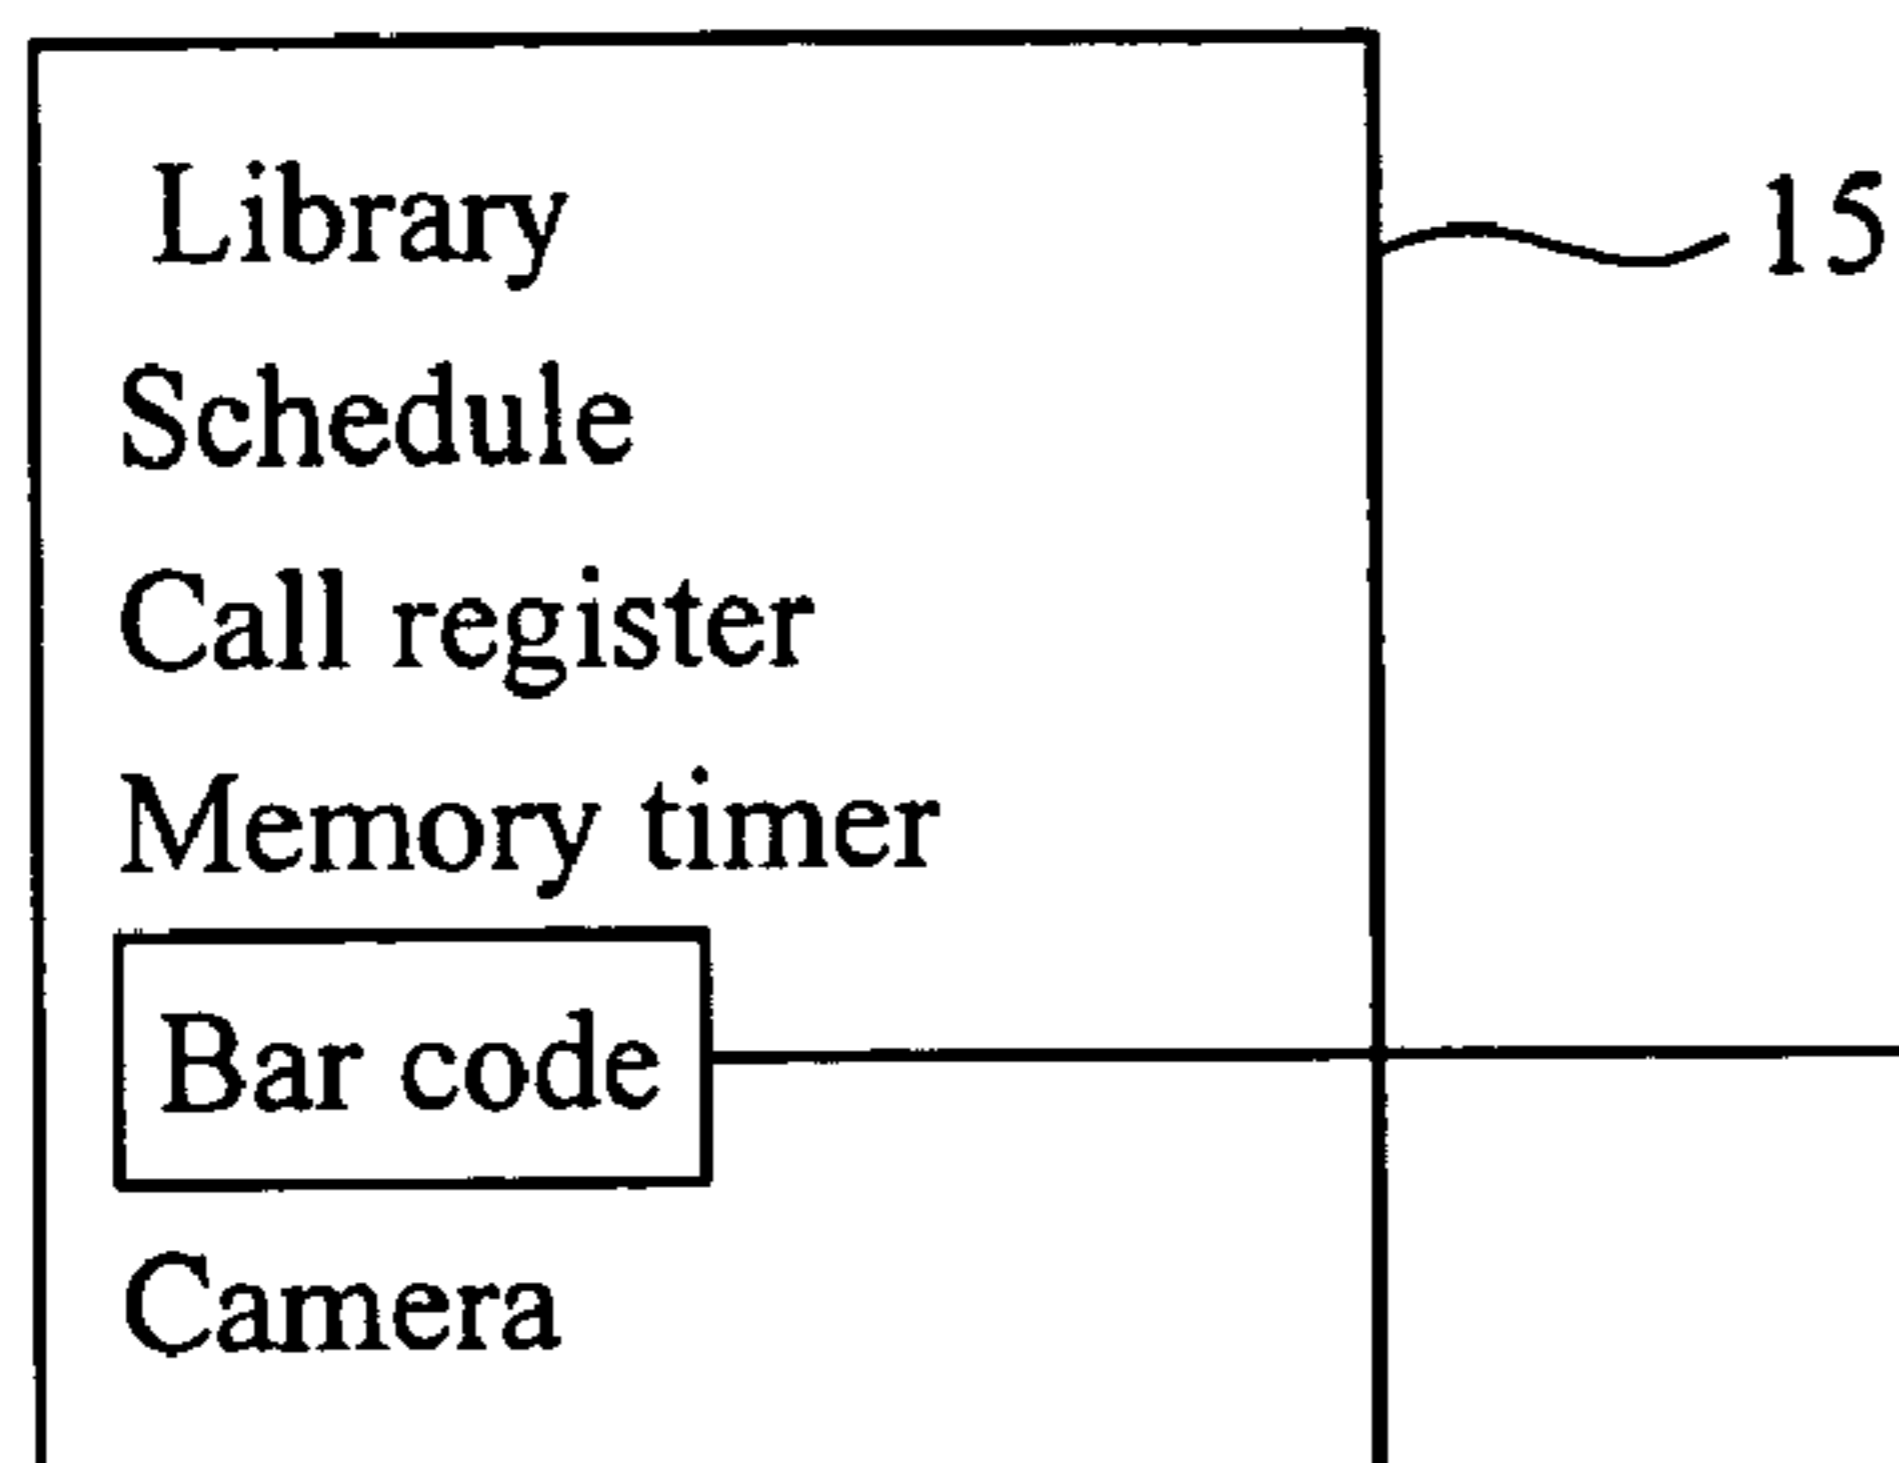 Library
15
Schedule
Call register
Memory timer
Bar code
Camera